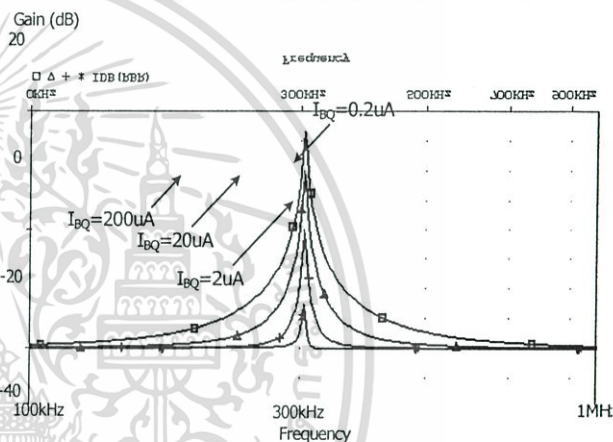 Gain (dB)
20
Frequency
□ △ + * IDB(BBR)
300KHz
I_BQ=0.2uA
0
I_BQ=200uA
I_BQ=20uA
I_BQ=2uA
-20
-40
100kHz 300kHz 1MHz
Frequency